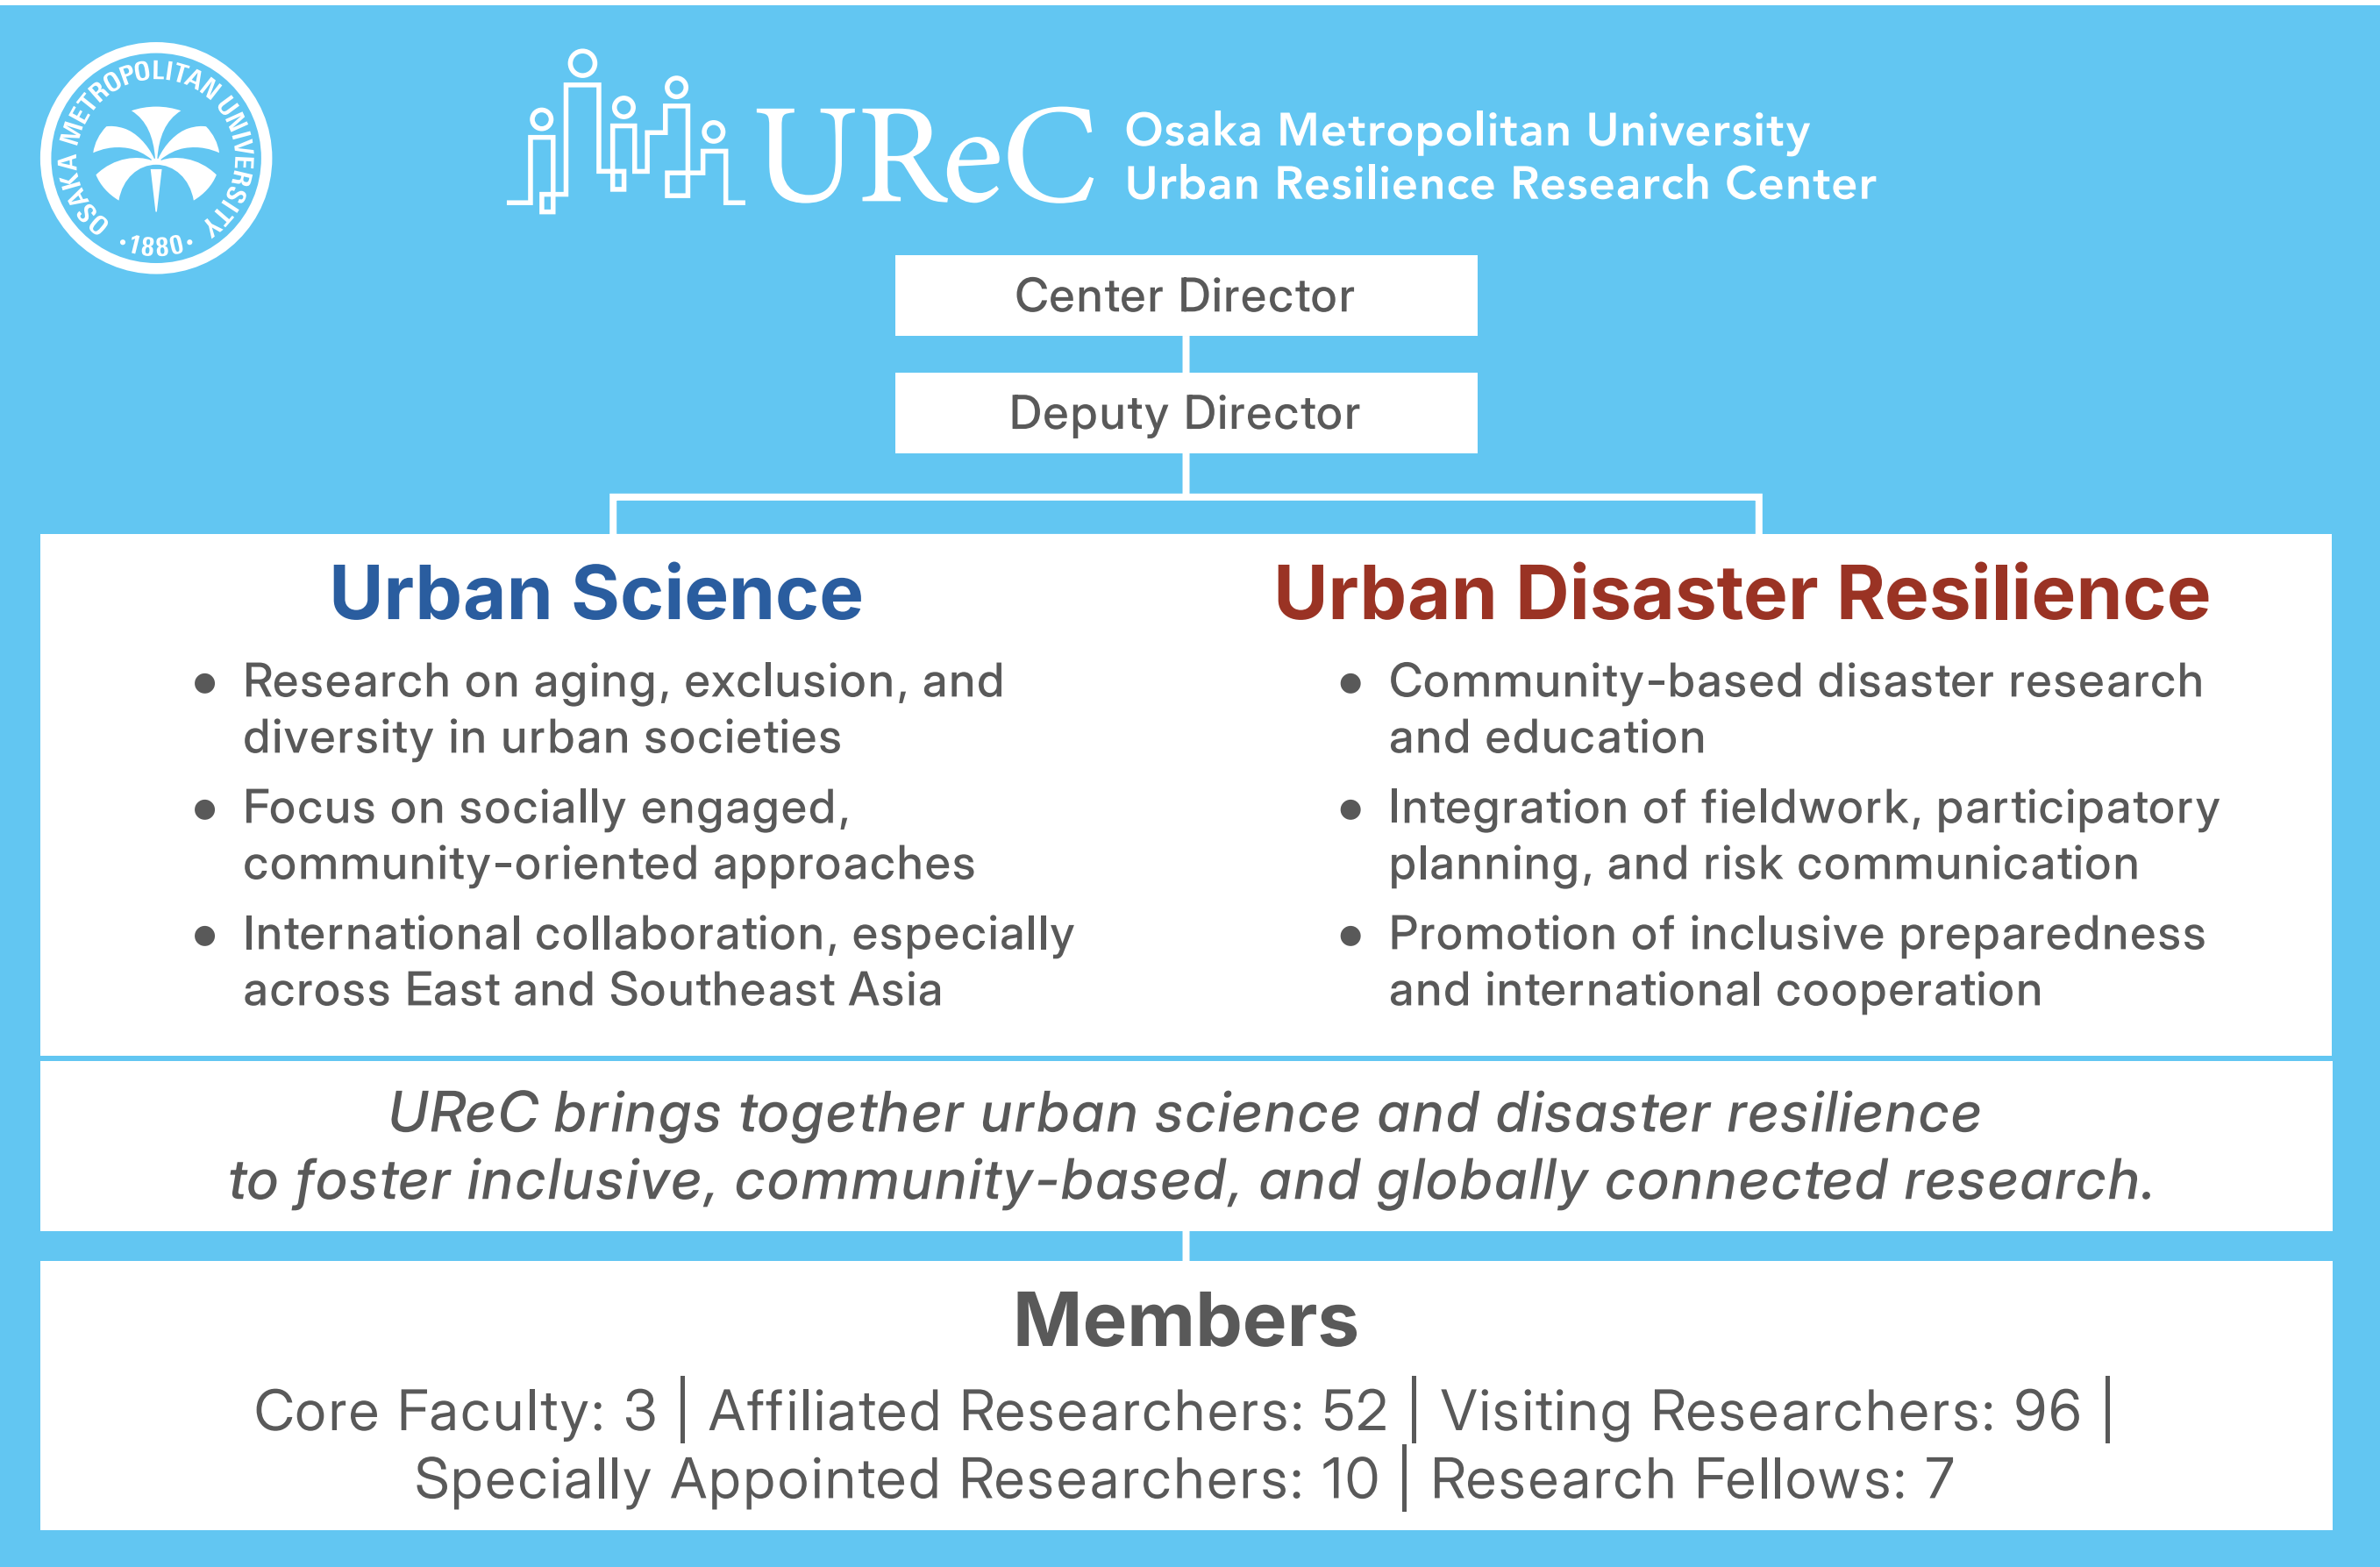 OSAKA METROPOLITAN UNIVERSITY
·1880·
UReC
Osaka Metropolitan University
Urban Resilience Research Center
Center Director
Deputy Director
Urban Science
● Research on aging, exclusion, and
diversity in urban societies
● Focus on socially engaged,
community-oriented approaches
● International collaboration, especially
across East and Southeast Asia
Urban Disaster Resilience
● Community-based disaster research
and education
● Integration of fieldwork, participatory
planning, and risk communication
● Promotion of inclusive preparedness
and international cooperation
UReC brings together urban science and disaster resilience
to foster inclusive, community-based, and globally connected research.
Members
Core Faculty: 3 | Affiliated Researchers: 52 | Visiting Researchers: 96 |
Specially Appointed Researchers: 10 | Research Fellows: 7